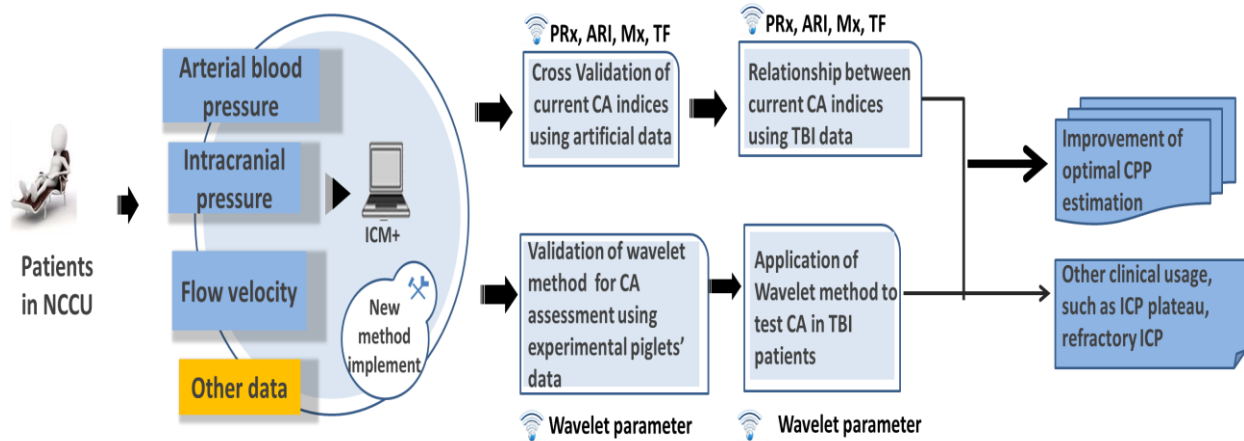 Patients
in NCCU
Arterial blood
pressure
Intracranial
pressure
Flow velocity
Other data
ICM+
New
method
implement
PRx, ARI, Mx, TF
Cross Validation of
current CA indices
using artificial data
PRx, ARI, Mx, TF
Relationship between
current CA indices
using TBI data
Validation of wavelet
method for CA
assessment using
experimental piglets'
data
Wavelet parameter
Application of
Wavelet method to
test CA in TBI
patients
Wavelet parameter
Improvement of
optimal CPP
estimation
Other clinical usage,
such as ICP plateau,
refractory ICP